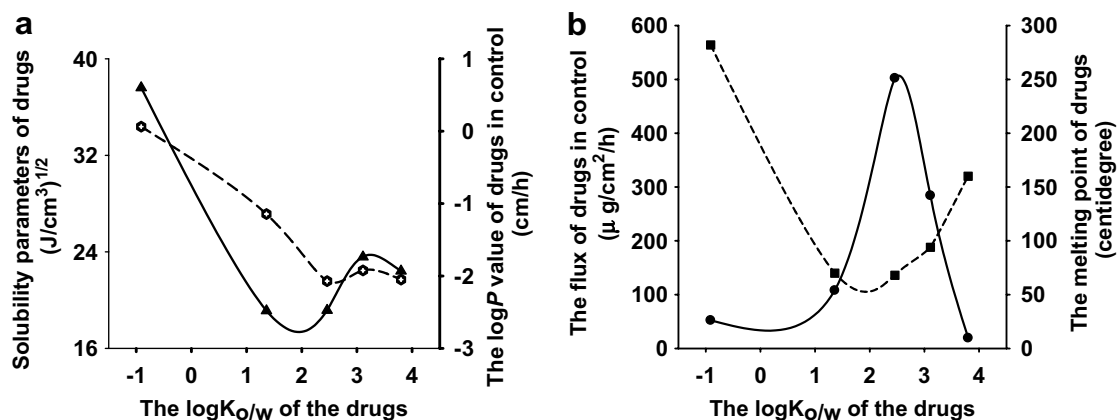 a
Solubility parameters of drugs
(J/cm³)¹/²
40
32
22
16
1
0
-1
-2
-3
The logP value of drugs in control
(cm/h)
-1 0 1 2 3 4
The logKO/W of the drugs
b
The flux of drugs in control
(μ g/cm²/h)
600
500
400
300
200
100
0
300
250
200
150
100
50
0
The melting point of drugs
(centidegree)
-1 0 1 2 3 4
The logKO/W of the drugs